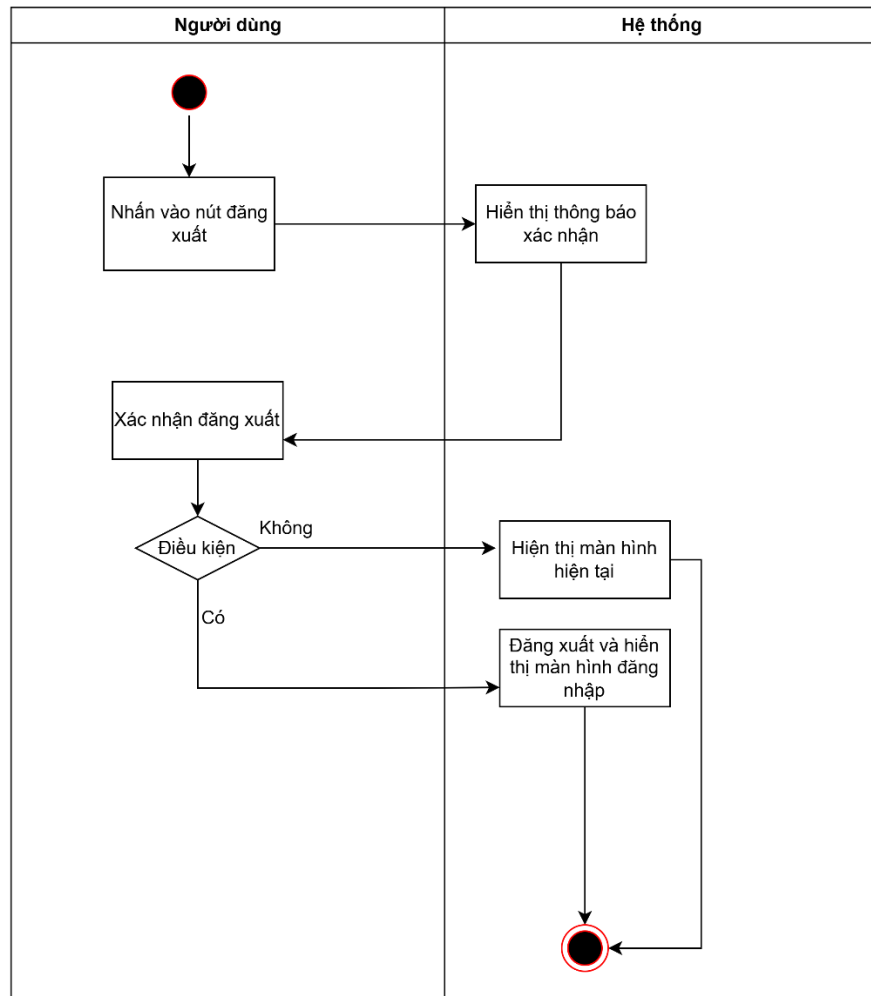 Người dùng
Hệ thống
Nhấn vào nút đăng
xuất
Hiển thị thông báo
xác nhận
Xác nhận đăng xuất
Điều kiện
Không
Hiện thị màn hình
hiện tại
Có
Đăng xuất và hiển
thị màn hình đăng
nhập